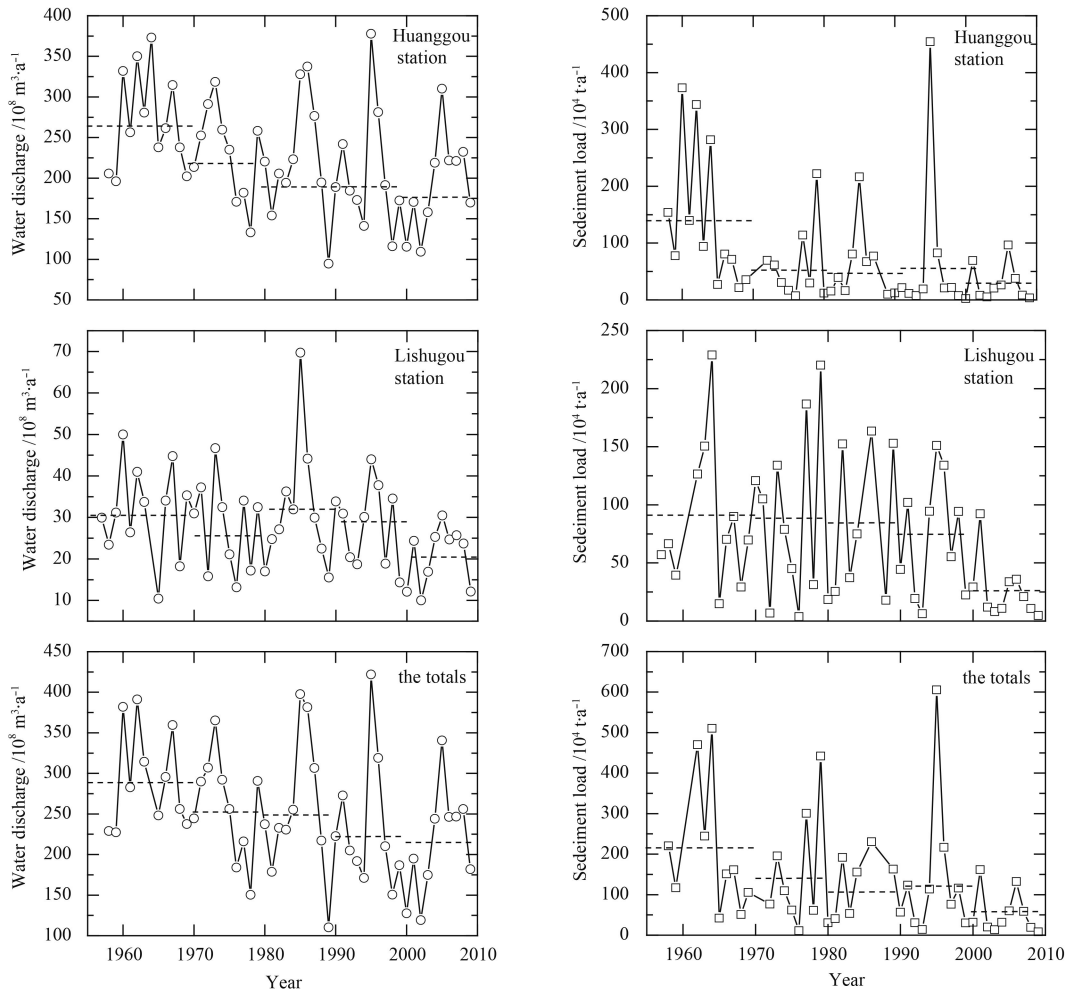 Water discharge /10⁸ m³·a⁻¹
400
350
300
250
200
150
100
50
Huanggou
station
Sedeiment load /10⁴ t·a⁻¹
500
400
300
200
100
0
Huanggou
station
Water discharge /10⁸ m³·a⁻¹
70
60
50
40
30
20
10
Lishugou
station
Sedeiment load /10⁴ t·a⁻¹
250
200
150
100
50
0
Lishugou
station
Water discharge /10⁸ m³·a⁻¹
450
400
350
300
250
200
150
100
the totals
1960 1970 1980 1990 2000 2010
Year
Sedeiment load /10⁴ t·a⁻¹
700
600
500
400
300
200
100
0
the totals
1960 1970 1980 1990 2000 2010
Year